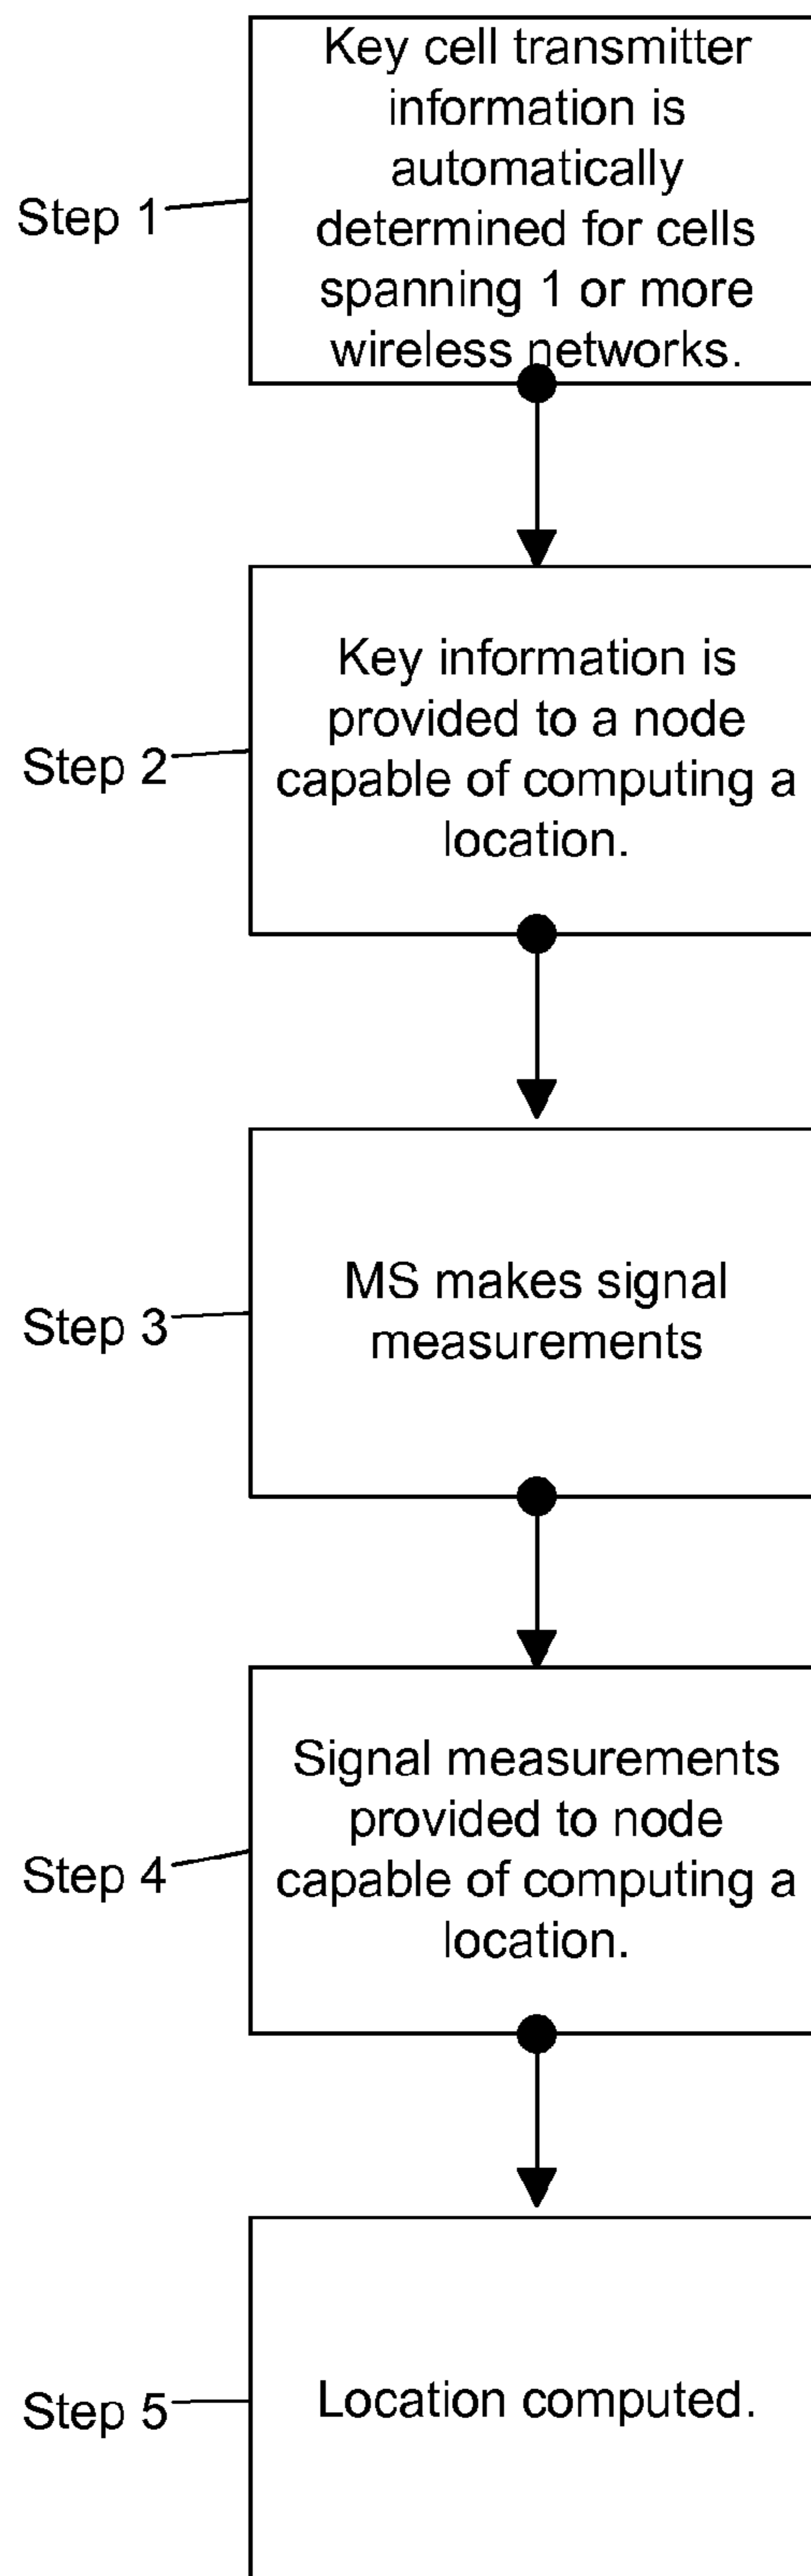 Key cell transmitter
information is
automatically
determined for cells
spanning 1 or more
wireless networks.
Step 1
Key information is
provided to a node
capable of computing a
location.
Step 2
MS makes signal
measurements
Step 3
Signal measurements
provided to node
capable of computing a
location.
Step 4
Location computed.
Step 5